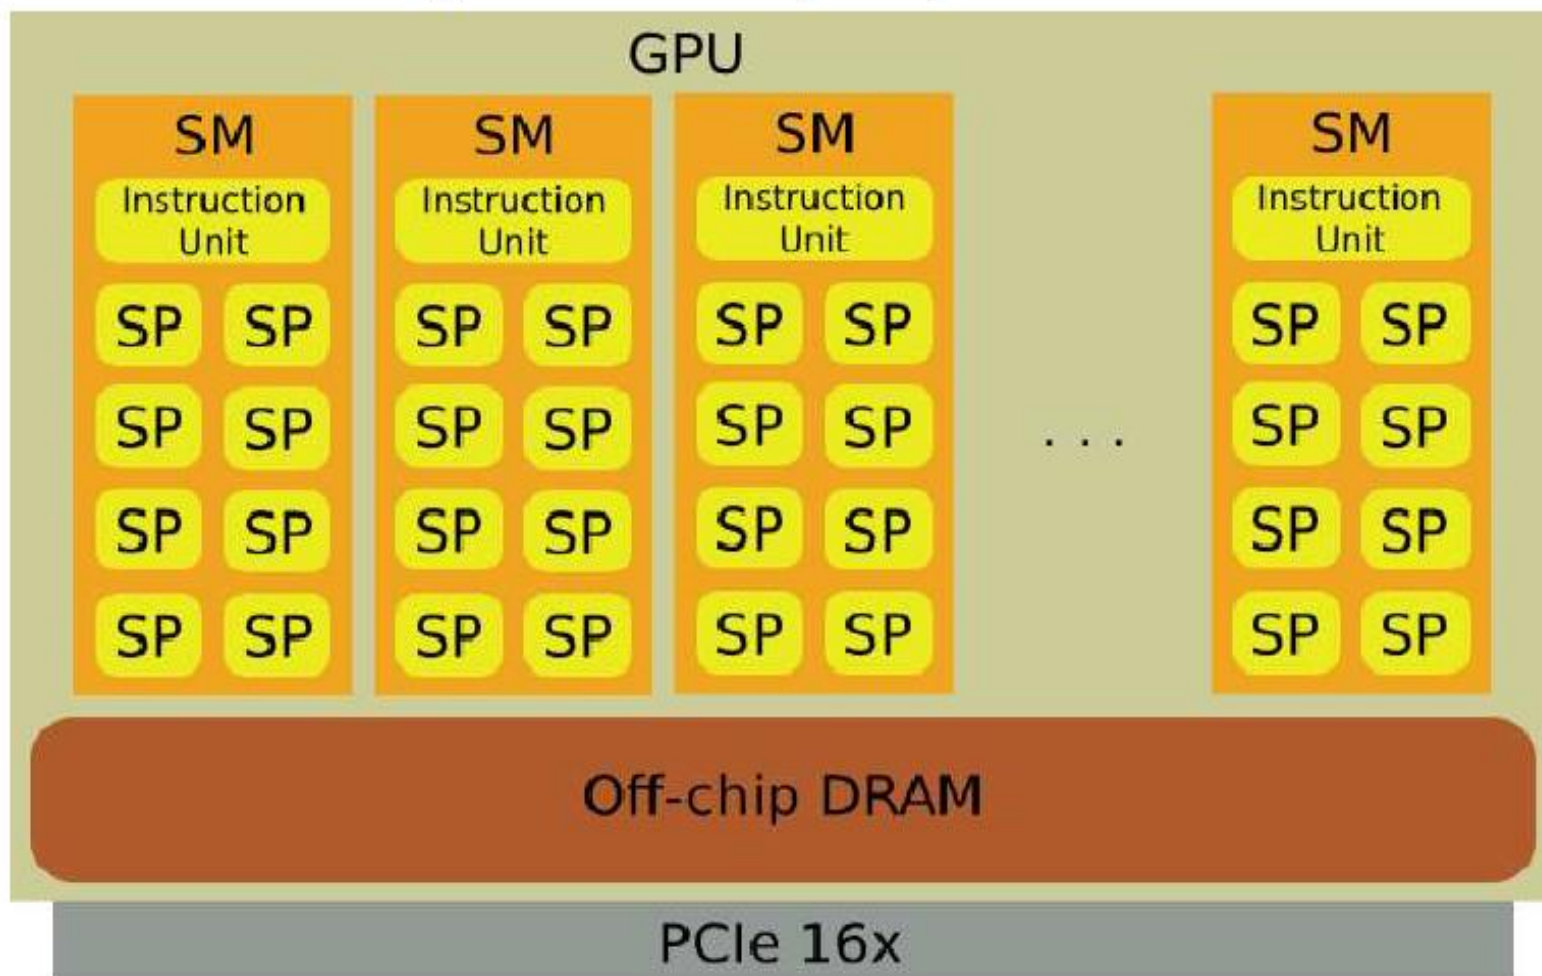 GPU
SM SM SM SM
Instruction Instruction Instruction Instruction
Unit Unit Unit Unit
SP SP SP SP SP SP SP SP
SP SP SP SP SP SP . . . SP SP
SP SP SP SP SP SP SP SP
SP SP SP SP SP SP SP SP
Off-chip DRAM
PCIe 16x